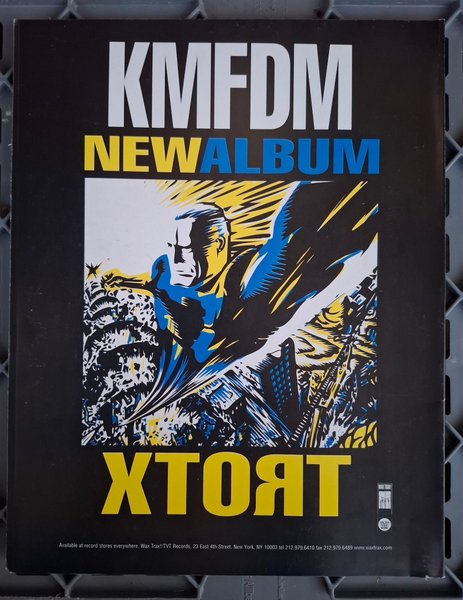 KMFDM
NEWALBUM
XTOЯT
Available at record stores everywhere. Wax Trax!/TVT Records, 23 East 4th Street. New York, NY 10003 tel 212.979.6410 fax 212.979.6489 www.waxtrax.com